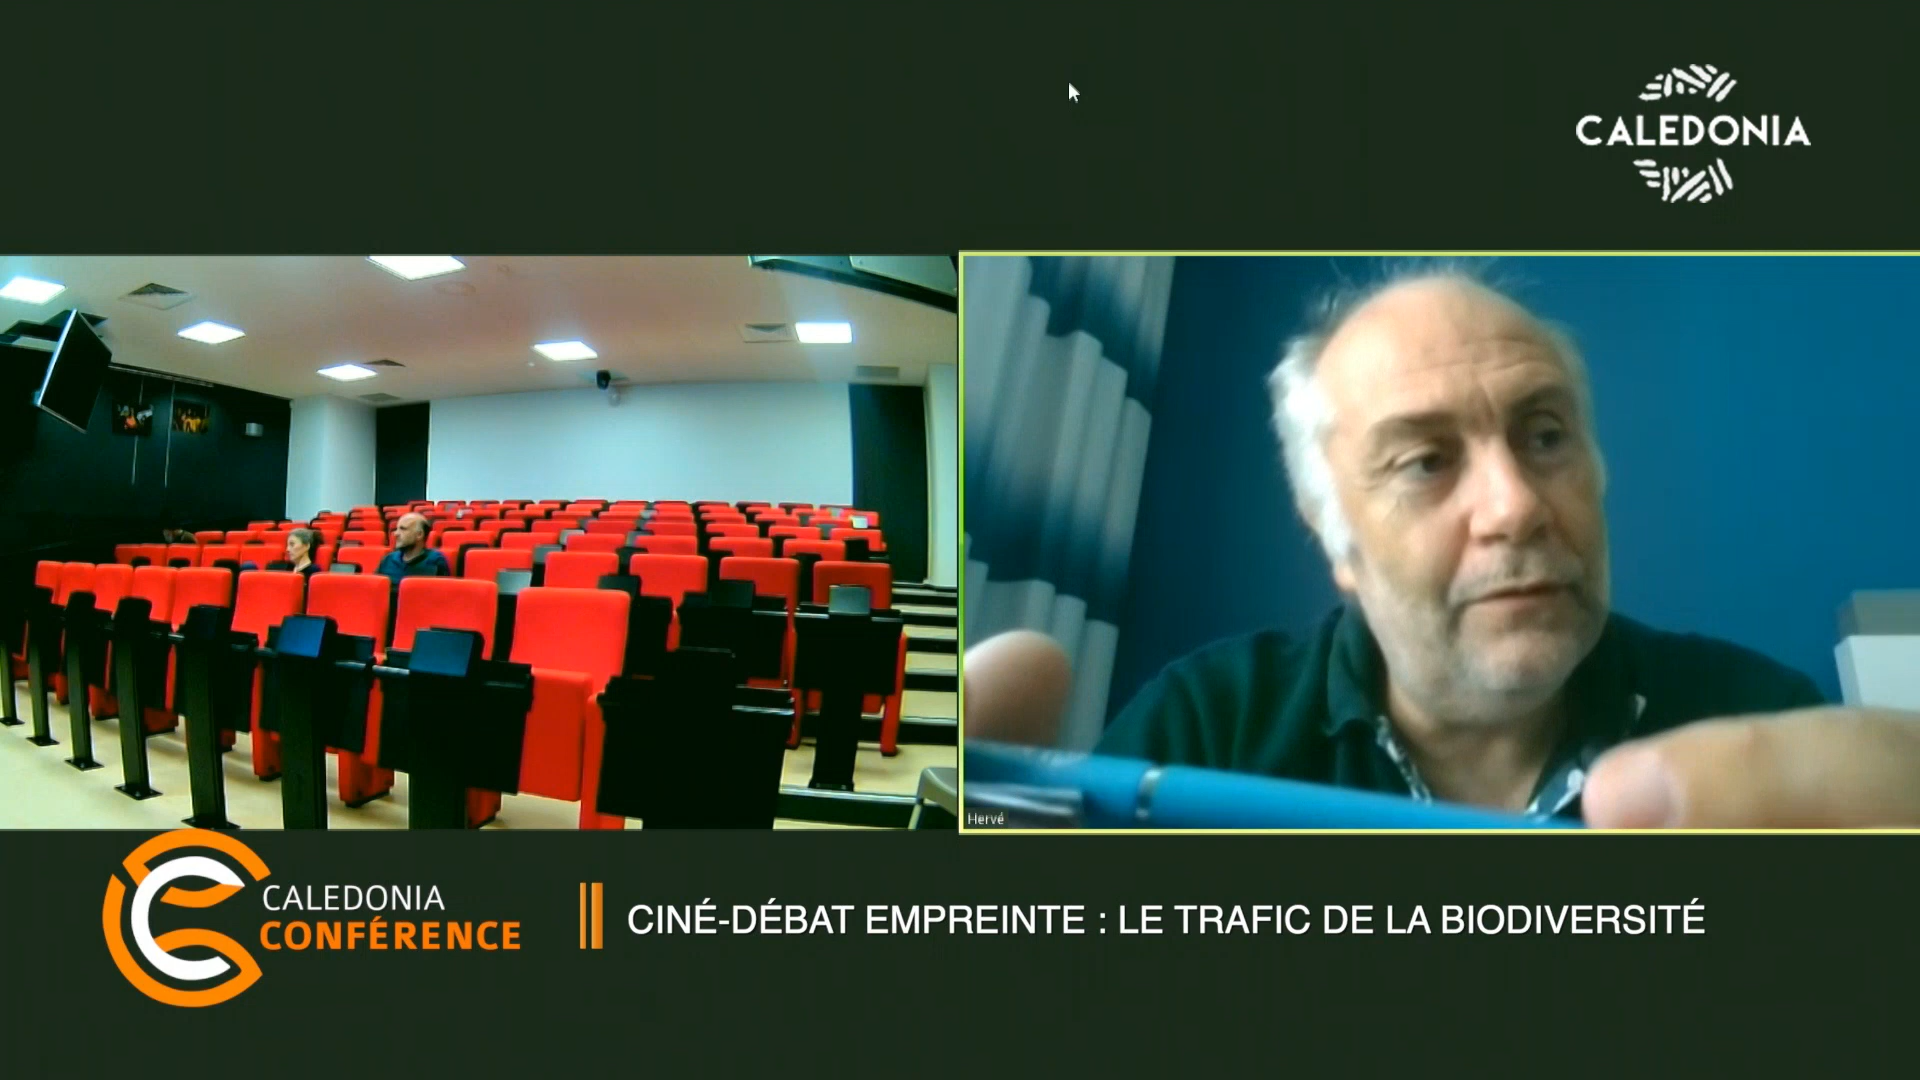 CALEDONIA
Hervé
CALEDONIA
CONFÉRENCE
CINÉ-DÉBAT EMPREINTE : LE TRAFIC DE LA BIODIVERSITÉ